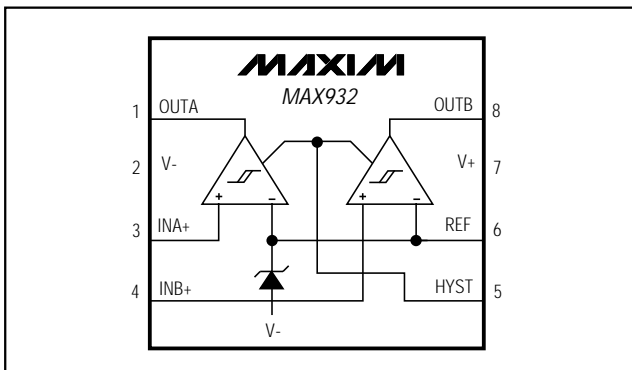 MAXIM
MAX932
1 OUTA
OUTB 8
2 V-
V+ 7
+ −
+ −
3 INA+
REF 6
4 INB+
HYST 5
V-